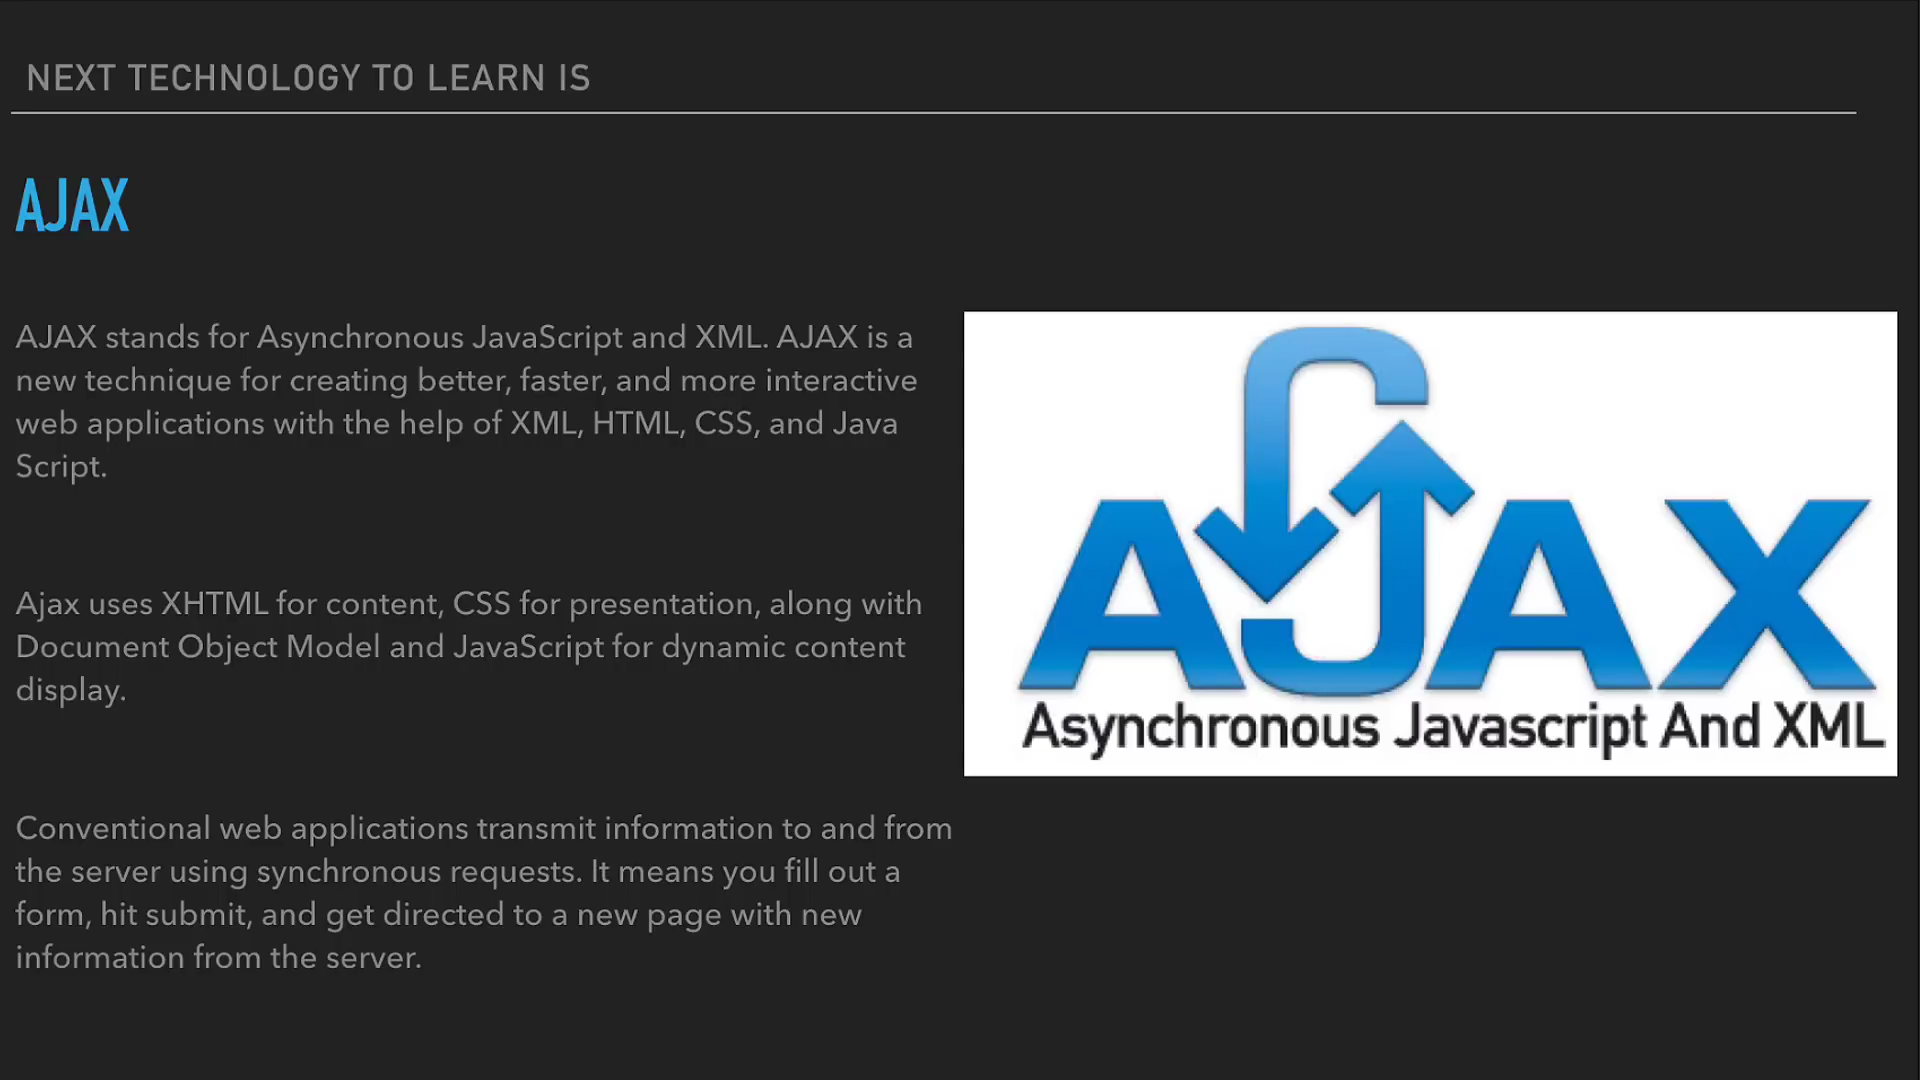 NEXT TECHNOLOGY TO LEARN IS
AJAX
AJAX stands for Asynchronous JavaScript and XML. AJAX is a
new technique for creating better, faster, and more interactive
web applications with the help of XML, HTML, CSS, and Java
Script.
Ajax uses XHTML for content, CSS for presentation, along with
Document Object Model and JavaScript for dynamic content
display.
Conventional web applications transmit information to and from
the server using synchronous requests. It means you fill out a
form, hit submit, and get directed to a new page with new
information from the server.
AJAX
Asynchronous Javascript And XML